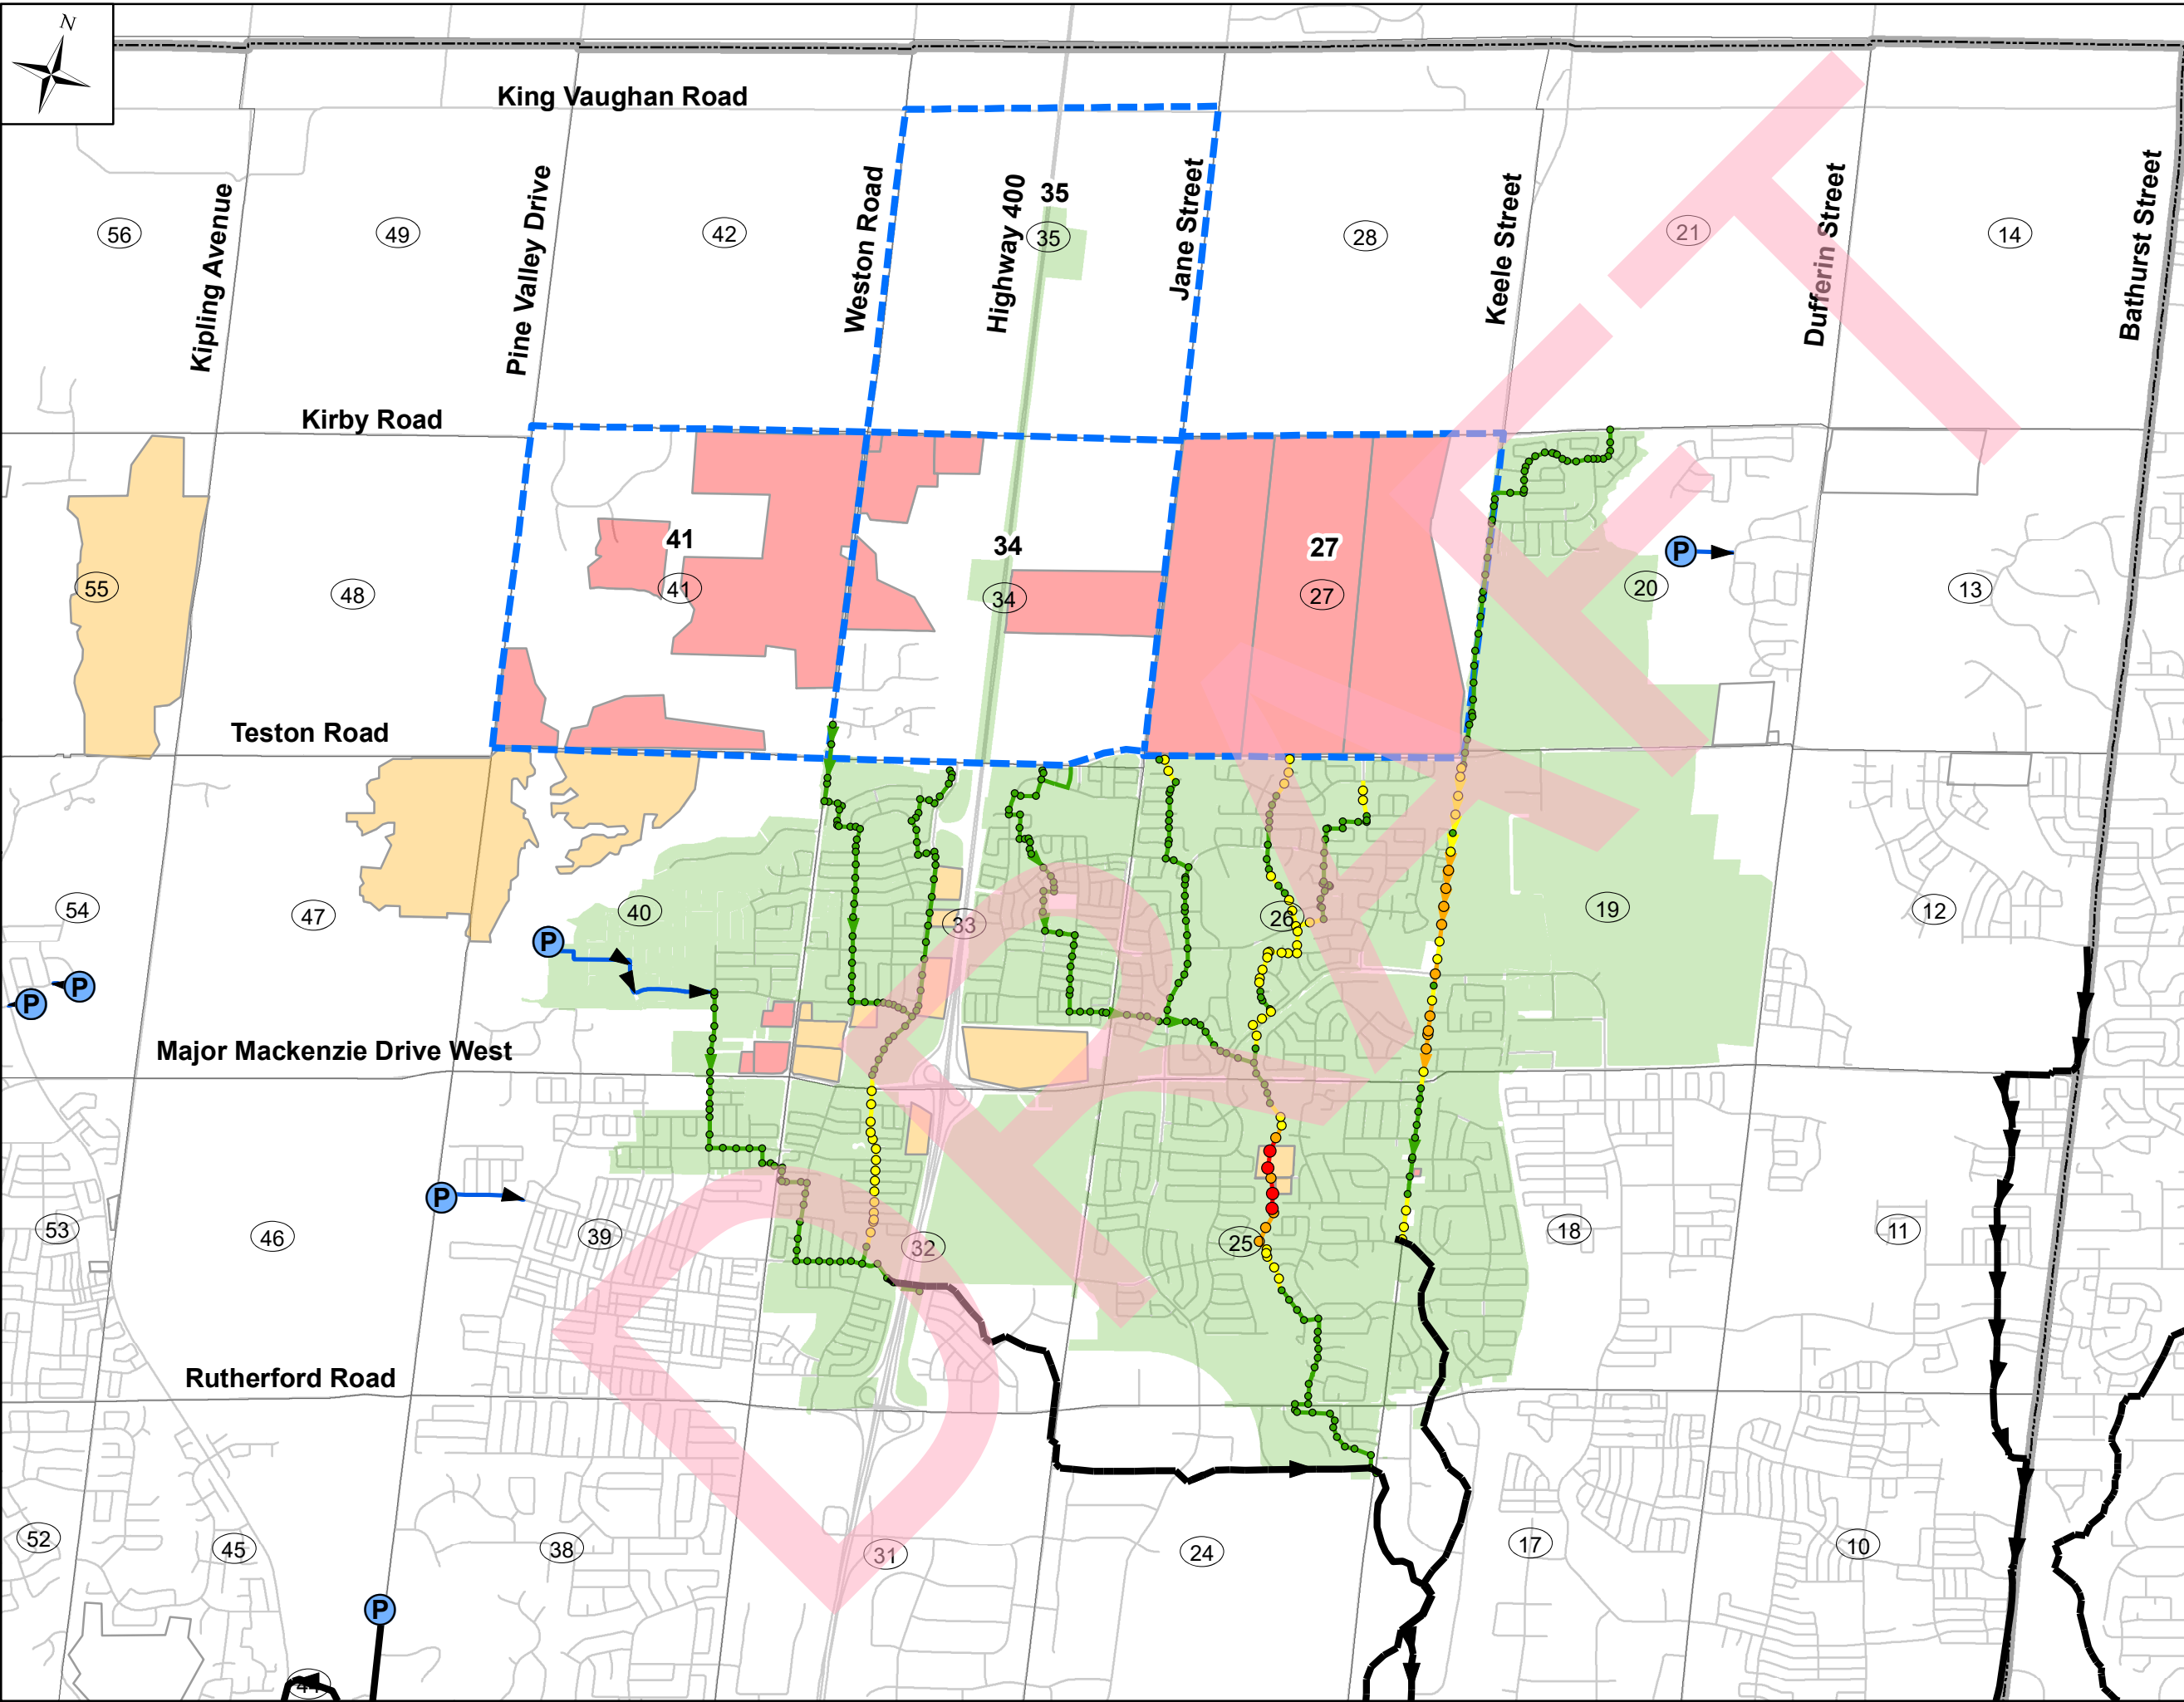 N
King Vaughan Road
Kipling Avenue
Pine Valley Drive
Weston Road
Highway 400
Jane Street
Keele Street
Dufferin Street
Bathurst Street
35
56
49
42
35
28
21
14
Kirby Road
41
34
27
P
55
48
41
34
27
20
13
Teston Road
54
47
40
33
26
19
12
P
P
P
Major Mackenzie Drive West
P
53
46
39
32
25
18
11
Rutherford Road
52
45
38
31
24
17
10
P
44
DRAFT